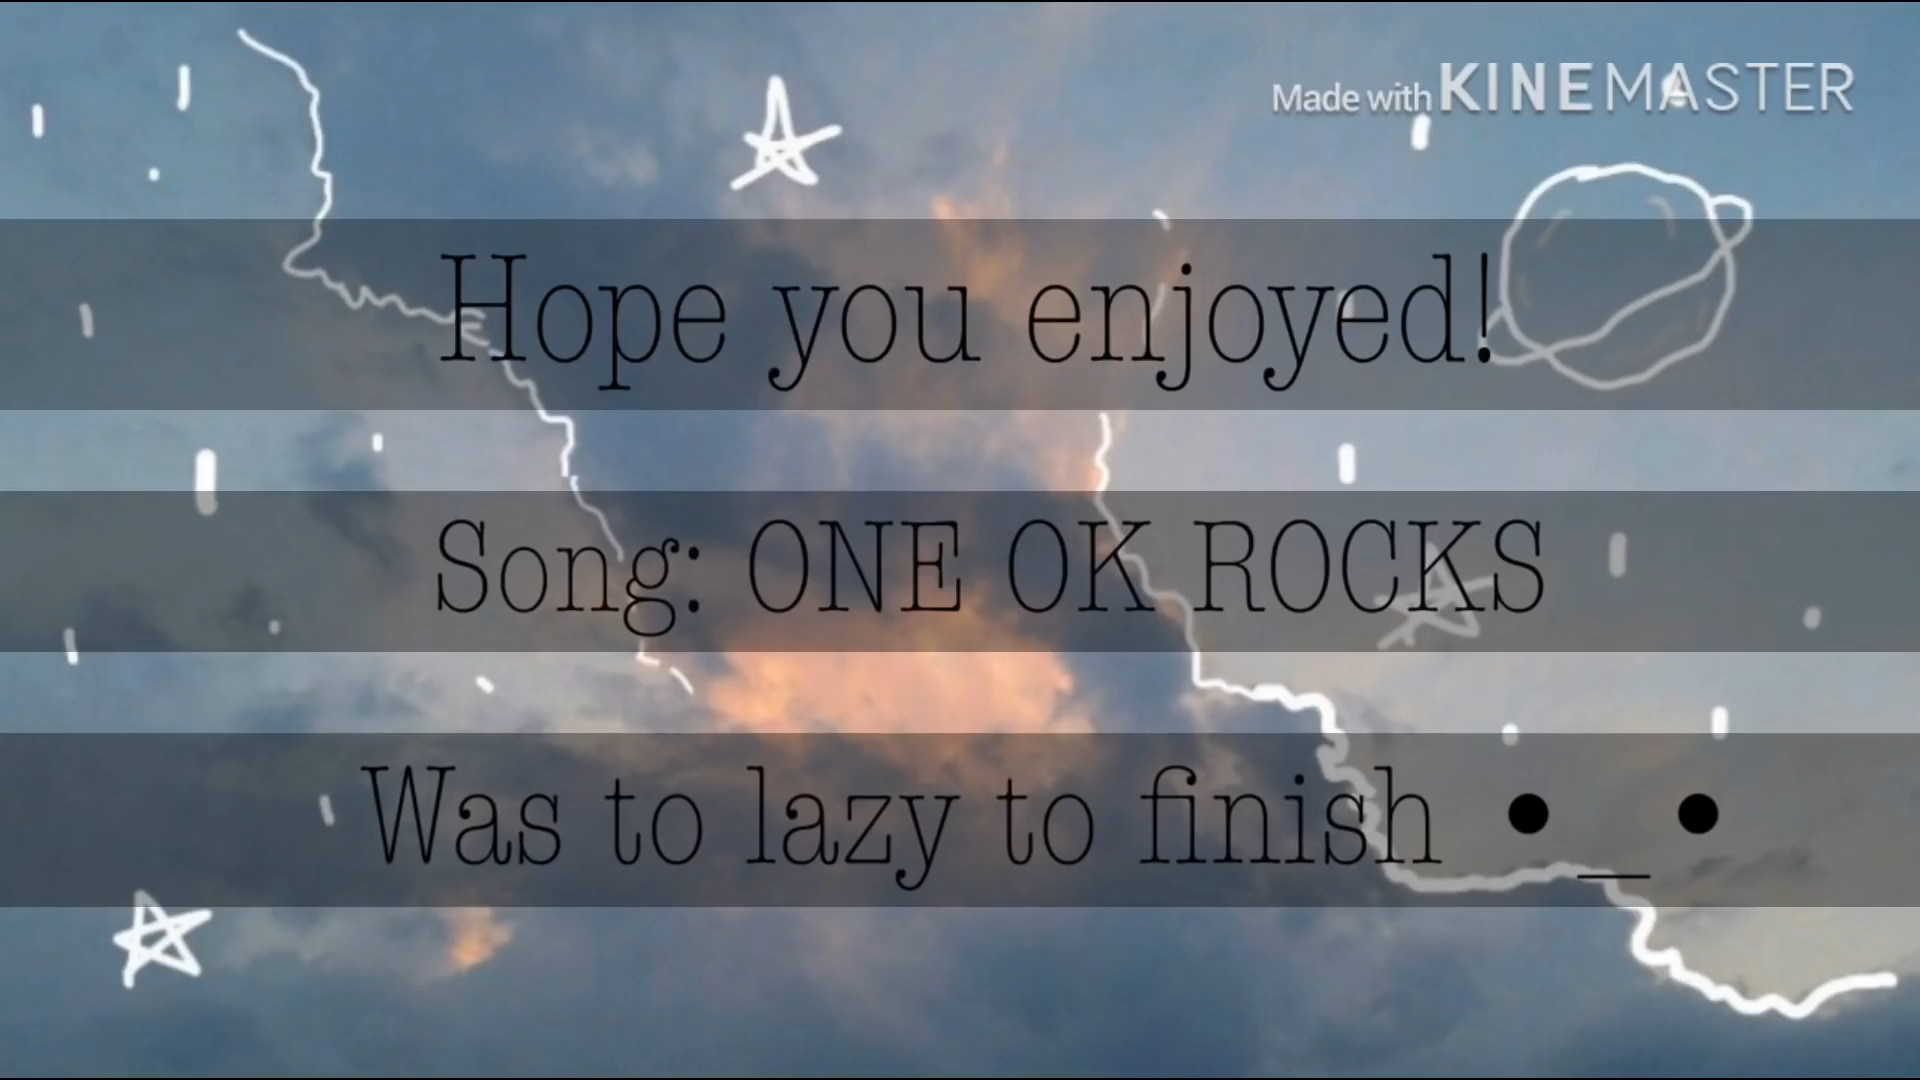 Made with KINEMASTER
Hope you enjoyed!
Song: ONE OK ROCKS
Was to lazy to finish •_•